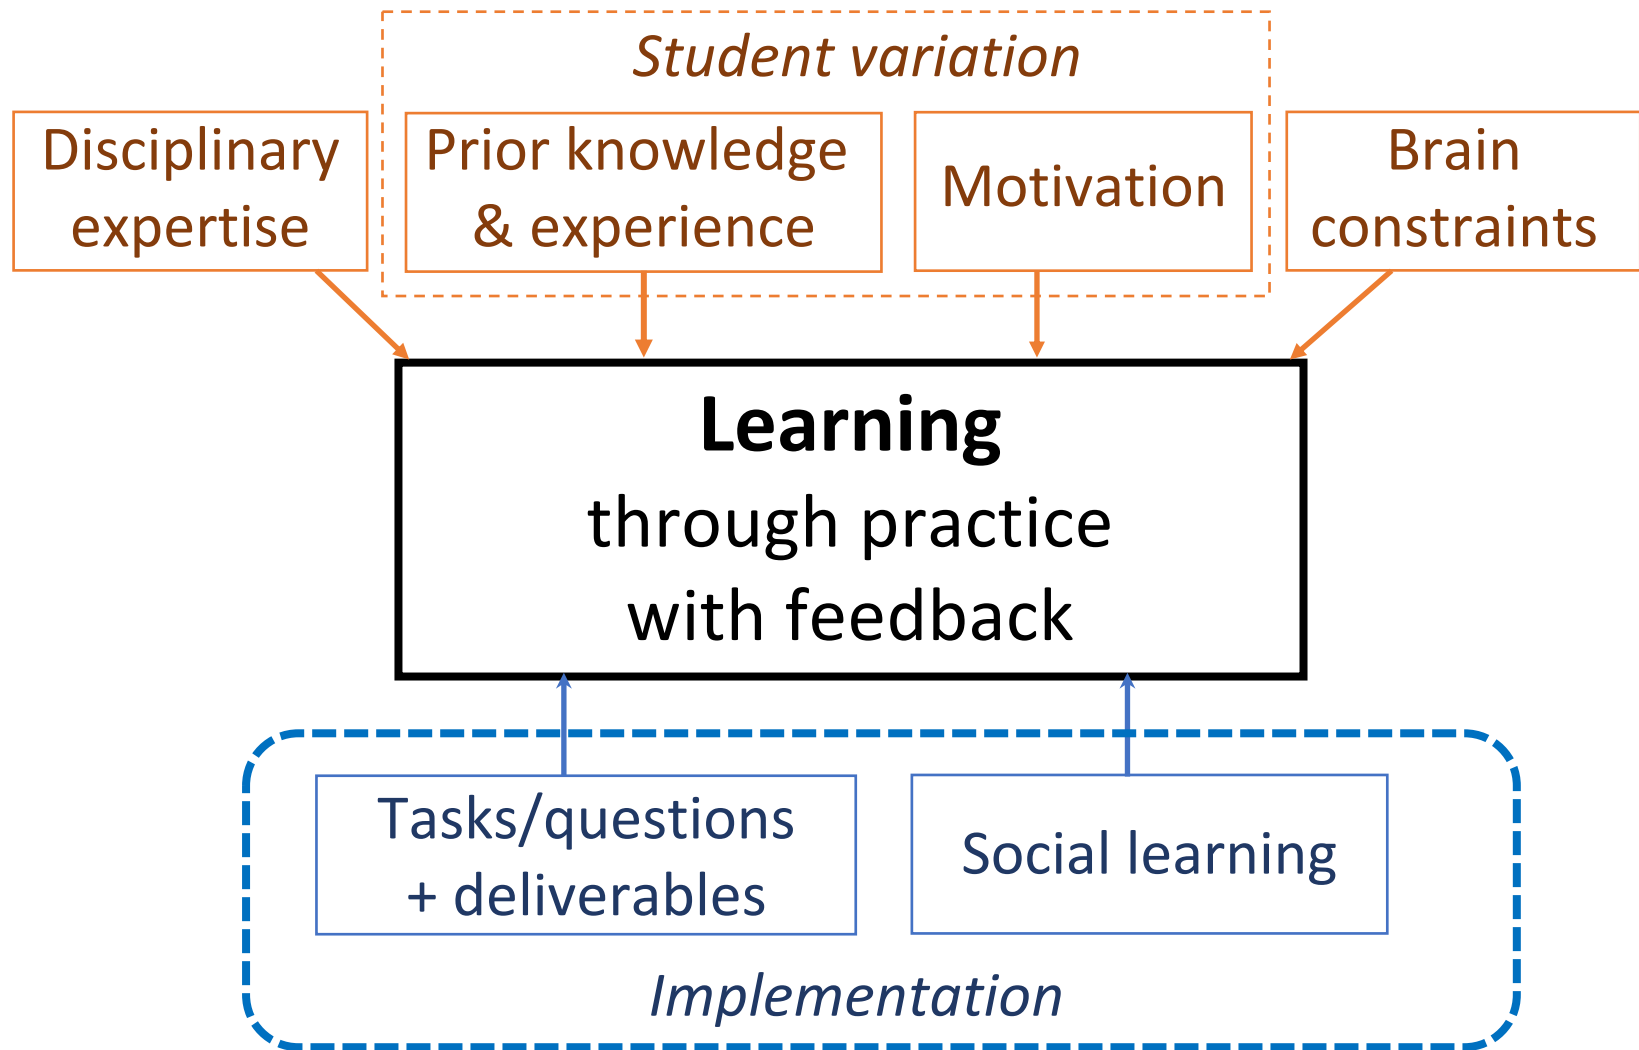 Student variation
Disciplinary
expertise
Prior knowledge
& experience
Motivation
Brain
constraints
Learning
through practice
with feedback
Tasks/questions
+ deliverables
Social learning
Implementation